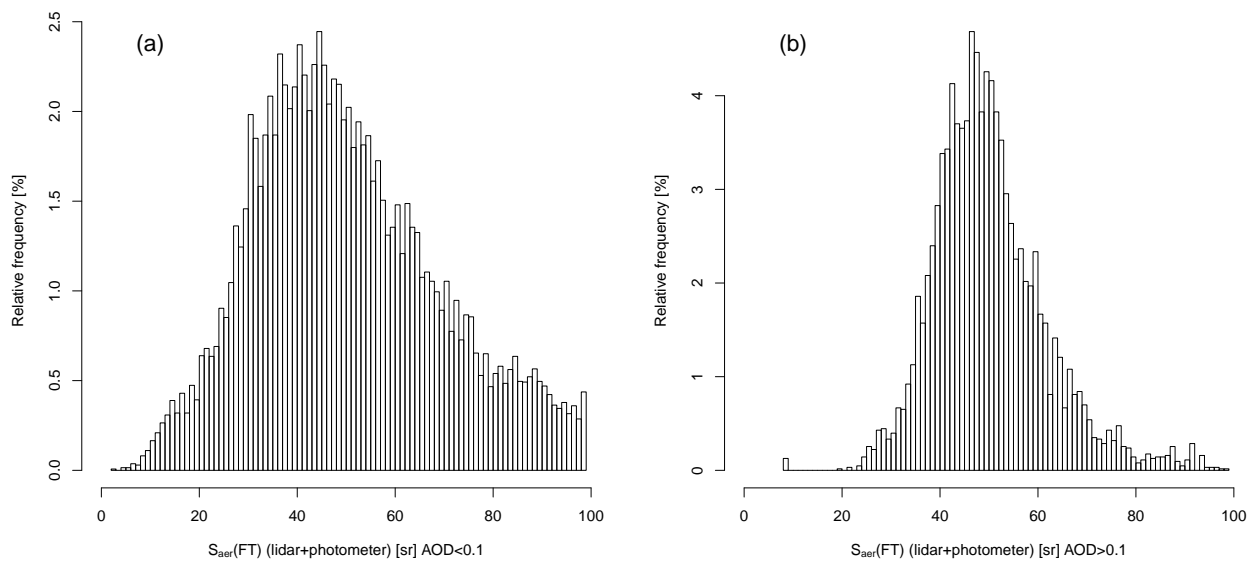 (a)
Relative frequency [%]
2.5
2.0
1.5
1.0
0.5
0.0
0 20 40 60 80 100
Saer(FT) (lidar+photometer) [sr] AOD<0.1
(b)
Relative frequency [%]
4
3
2
1
0
0 20 40 60 80 100
Saer(FT) (lidar+photometer) [sr] AOD>0.1